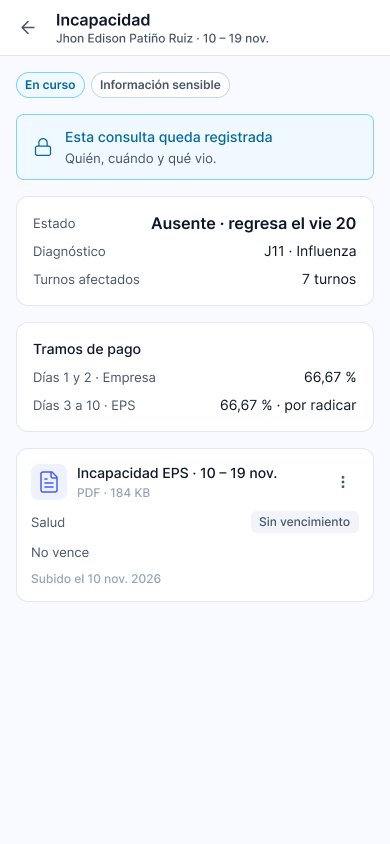 Incapacidad
Jhon Edison Patiño Ruiz · 10 – 19 nov.
En curso
Información sensible
Esta consulta queda registrada
Quién, cuándo y qué vio.
Estado Ausente · regresa el vie 20
Diagnóstico J11 · Influenza
Turnos afectados 7 turnos
Tramos de pago
Días 1 y 2 · Empresa 66,67 %
Días 3 a 10 · EPS 66,67 % · por radicar
Incapacidad EPS · 10 – 19 nov.
PDF · 184 KB
Salud Sin vencimiento
No vence
Subido el 10 nov. 2026